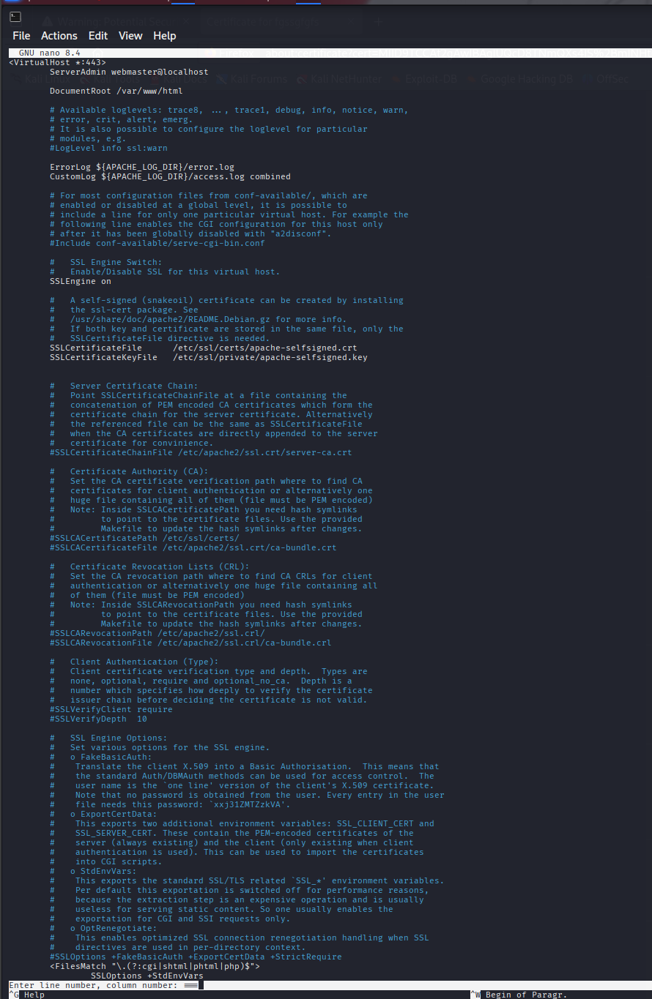 File Actions Edit View Help
GNU nano 8.4
<VirtualHost *:443>
ServerAdmin webmaster@localhost
Kali Forums Kali NetHunter Exploit-DB Google Hacking DB OffSec
DocumentRoot /var/www/html
# Available loglevels: trace8, ..., trace1, debug, info, notice, warn,
# error, crit, alert, emerg.
# It is also possible to configure the loglevel for particular
# modules, e.g.
#LogLevel info ssl:warn
ErrorLog ${APACHE_LOG_DIR}/error.log
CustomLog ${APACHE_LOG_DIR}/access.log combined
# For most configuration files from conf-available/, which are
# enabled or disabled at a global level, it is possible to
# include a line for only one particular virtual host. For example the
# following line enables the CGI configuration for this host only
# after it has been globally disabled with "a2disconf".
#Include conf-available/serve-cgi-bin.conf
#   SSL Engine Switch:
#   Enable/Disable SSL for this virtual host.
SSLEngine on
#   A self-signed (snakeoil) certificate can be created by installing
#   the ssl-cert package. See
#   /usr/share/doc/apache2/README.Debian.gz for more info.
#   If both key and certificate are stored in the same file, only the
#   SSLCertificateFile directive is needed.
SSLCertificateFile      /etc/ssl/certs/apache-selfsigned.crt
SSLCertificateKeyFile   /etc/ssl/private/apache-selfsigned.key
#   Server Certificate Chain:
#   Point SSLCertificateChainFile at a file containing the
#   concatenation of PEM encoded CA certificates which form the
#   certificate chain for the server certificate. Alternatively
#   the referenced file can be the same as SSLCertificateFile
#   when the CA certificates are directly appended to the server
#   certificate for convinience.
#SSLCertificateChainFile /etc/apache2/ssl.crt/server-ca.crt
#   Certificate Authority (CA):
#   Set the CA certificate verification path where to find CA
#   certificates for client authentication or alternatively one
#   huge file containing all of them (file must be PEM encoded)
#   Note: Inside SSLCACertificatePath you need hash symlinks
#         to point to the certificate files. Use the provided
#         Makefile to update the hash symlinks after changes.
#SSLCACertificatePath /etc/ssl/certs/
#SSLCACertificateFile /etc/apache2/ssl.crt/ca-bundle.crt
#   Certificate Revocation Lists (CRL):
#   Set the CA revocation path where to find CA CRLs for client
#   authentication or alternatively one huge file containing all
#   of them (file must be PEM encoded)
#   Note: Inside SSLCARevocationPath you need hash symlinks
#         to point to the certificate files. Use the provided
#         Makefile to update the hash symlinks after changes.
#SSLCARevocationPath /etc/apache2/ssl.crl/
#SSLCARevocationFile /etc/apache2/ssl.crl/ca-bundle.crl
#   Client Authentication (Type):
#   Client certificate verification type and depth.  Types are
#   none, optional, require and optional_no_ca.  Depth is a
#   number which specifies how deeply to verify the certificate
#   issuer chain before deciding the certificate is not valid.
#SSLVerifyClient require
#SSLVerifyDepth  10
#   SSL Engine Options:
#   Set various options for the SSL engine.
#   o FakeBasicAuth:
#    Translate the client X.509 into a Basic Authorisation.  This means that
#    the standard Auth/DBMAuth methods can be used for access control.  The
#    user name is the `one line' version of the client's X.509 certificate.
#    Note that no password is obtained from the user. Every entry in the user
#    file needs this password: `xxj31ZMTZzkVA'.
#   o ExportCertData:
#    This exports two additional environment variables: SSL_CLIENT_CERT and
#    SSL_SERVER_CERT. These contain the PEM-encoded certificates of the
#    server (always existing) and the client (only existing when client
#    authentication is used). This can be used to import the certificates
#    into CGI scripts.
#   o StdEnvVars:
#    This exports the standard SSL/TLS related `SSL_*' environment variables.
#    Per default this exportation is switched off for performance reasons,
#    because the extraction step is an expensive operation and is usually
#    useless for serving static content. So one usually enables the
#    exportation for CGI and SSI requests only.
#   o OptRenegotiate:
#    This enables optimized SSL connection renegotiation handling when SSL
#    directives are used in per-directory context.
#SSLOptions +FakeBasicAuth +ExportCertData +StrictRequire
<FilesMatch "\.(?:cgi|shtml|phtml|php)$">
SSLOptions +StdEnvVars
Enter line number, column number: ===
^G Help ^W Begin of Paragr.